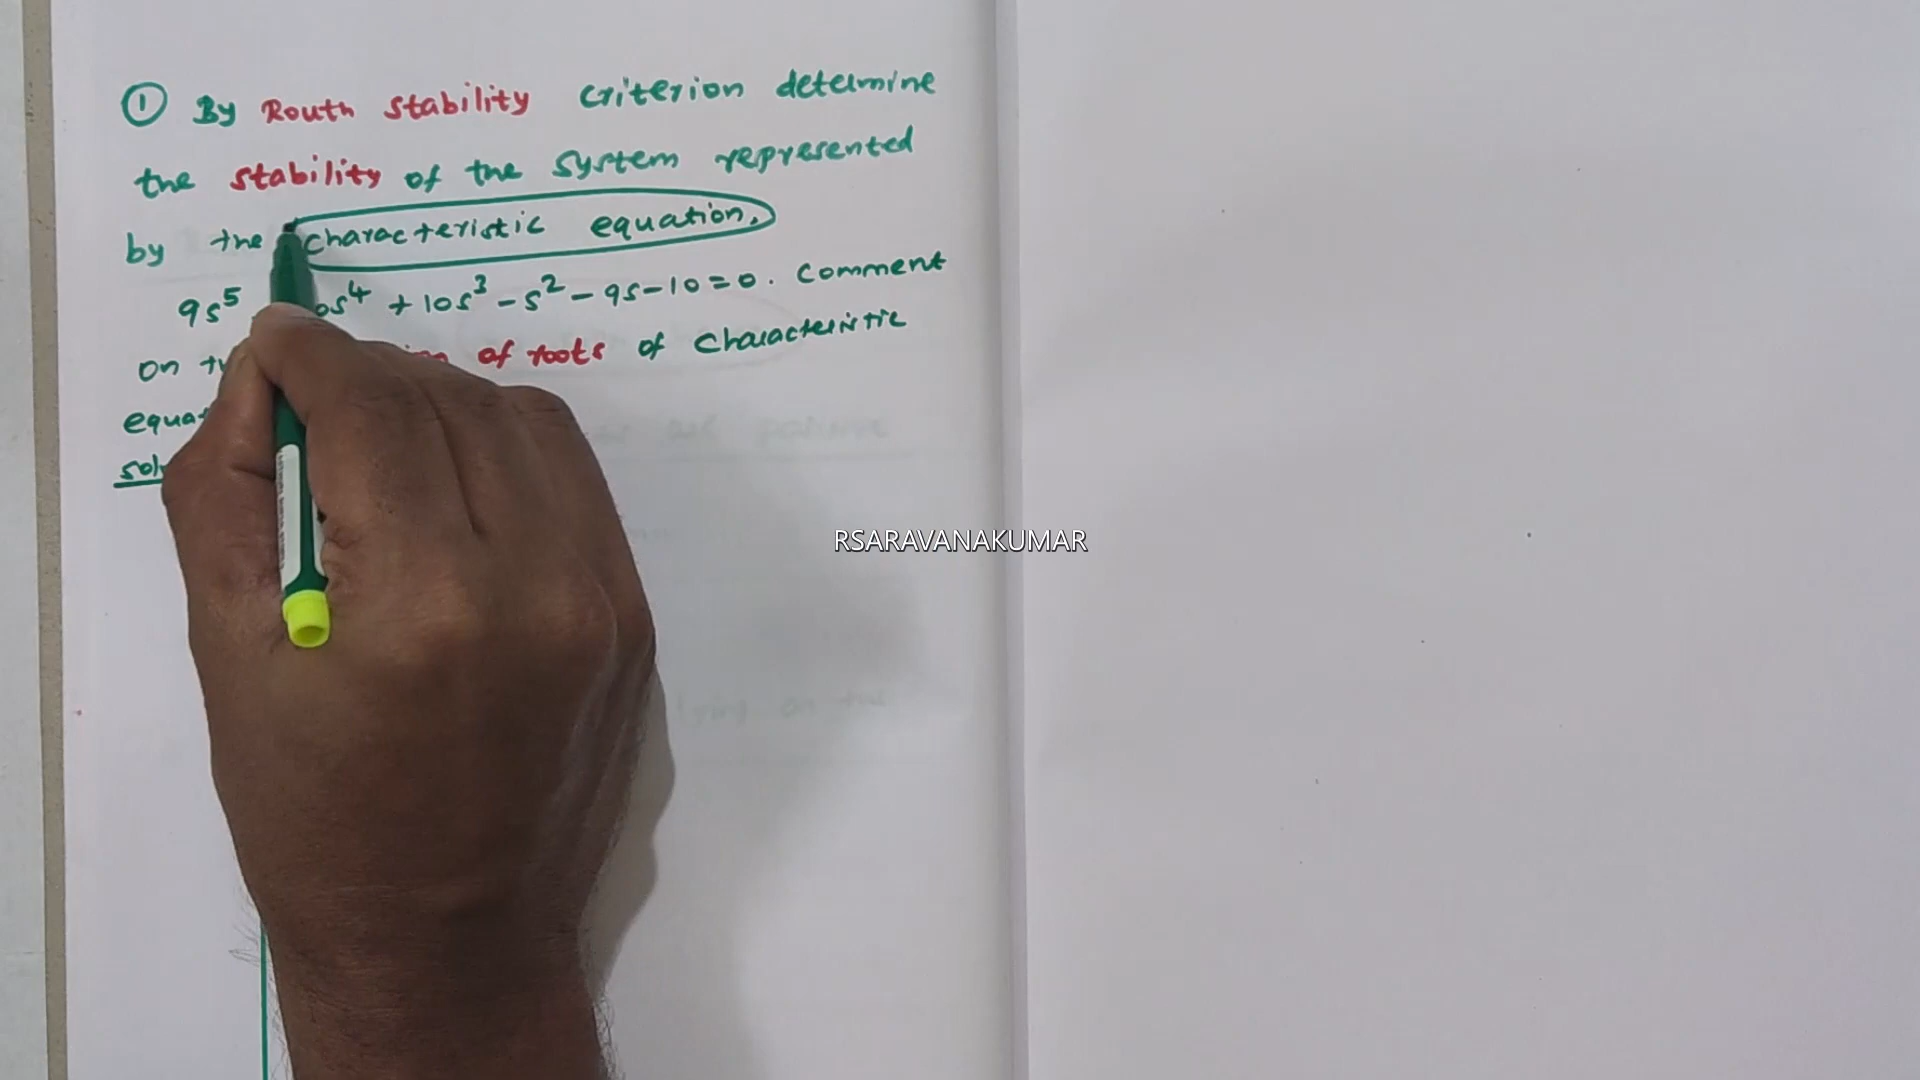 ① By Routh stability criterion determine
the stability of the system represented
by the characteristic equation,
9s⁵ 0s⁴ + 10s³ - s² - 9s - 10 = 0. Comment
on of roots of characteristic
RSARAVANAKUMAR